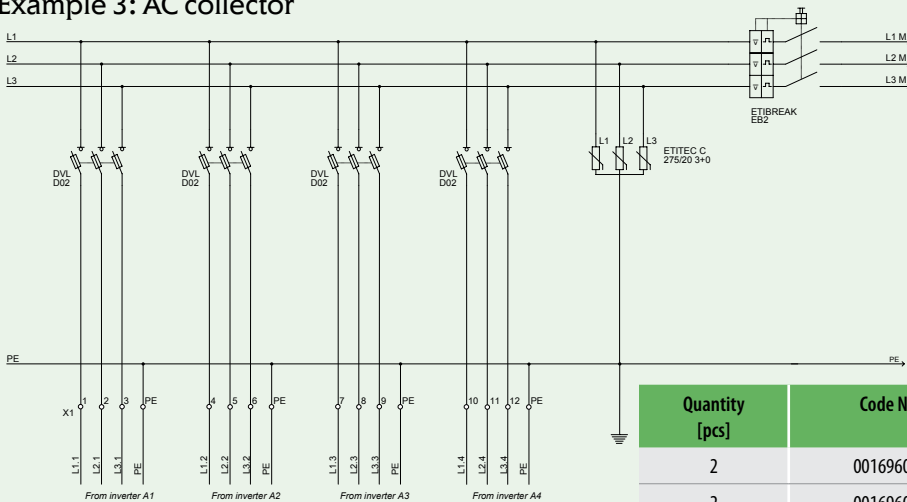 Example 3: AC collector
L1
L2
L3
L1 M
L2 M
L3 M
ETIBREAK
EB2
L1
L2
L3
ETITEC C
275/20 3+0
DVL
D02
DVL
D02
DVL
D02
DVL
D02
PE
PE
X1
1
2
3
PE
4
5
6
PE
7
8
9
PE
10
11
12
PE
L1.1
L2.1
L3.1
PE
L1.2
L2.2
L3.2
PE
L1.3
L2.3
L3.3
PE
L1.4
L2.4
L3.4
PE
From inverter A1
From inverter A2
From inverter A3
From inverter A4
Quantity
[pcs]
Code N
2